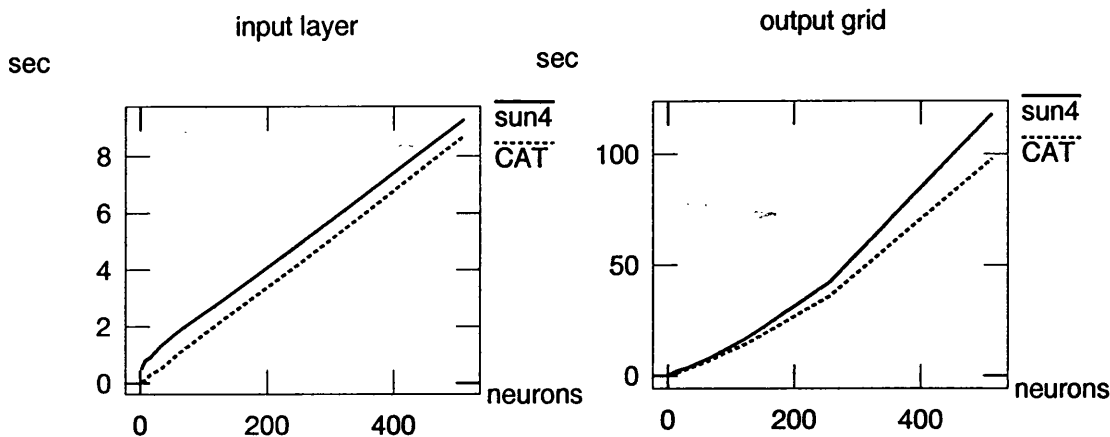 input layer
sec
sun4
CAT
8
6
4
2
0
neurons
0
200
400
output grid
sec
sun4
CAT
100
50
0
neurons
0
200
400